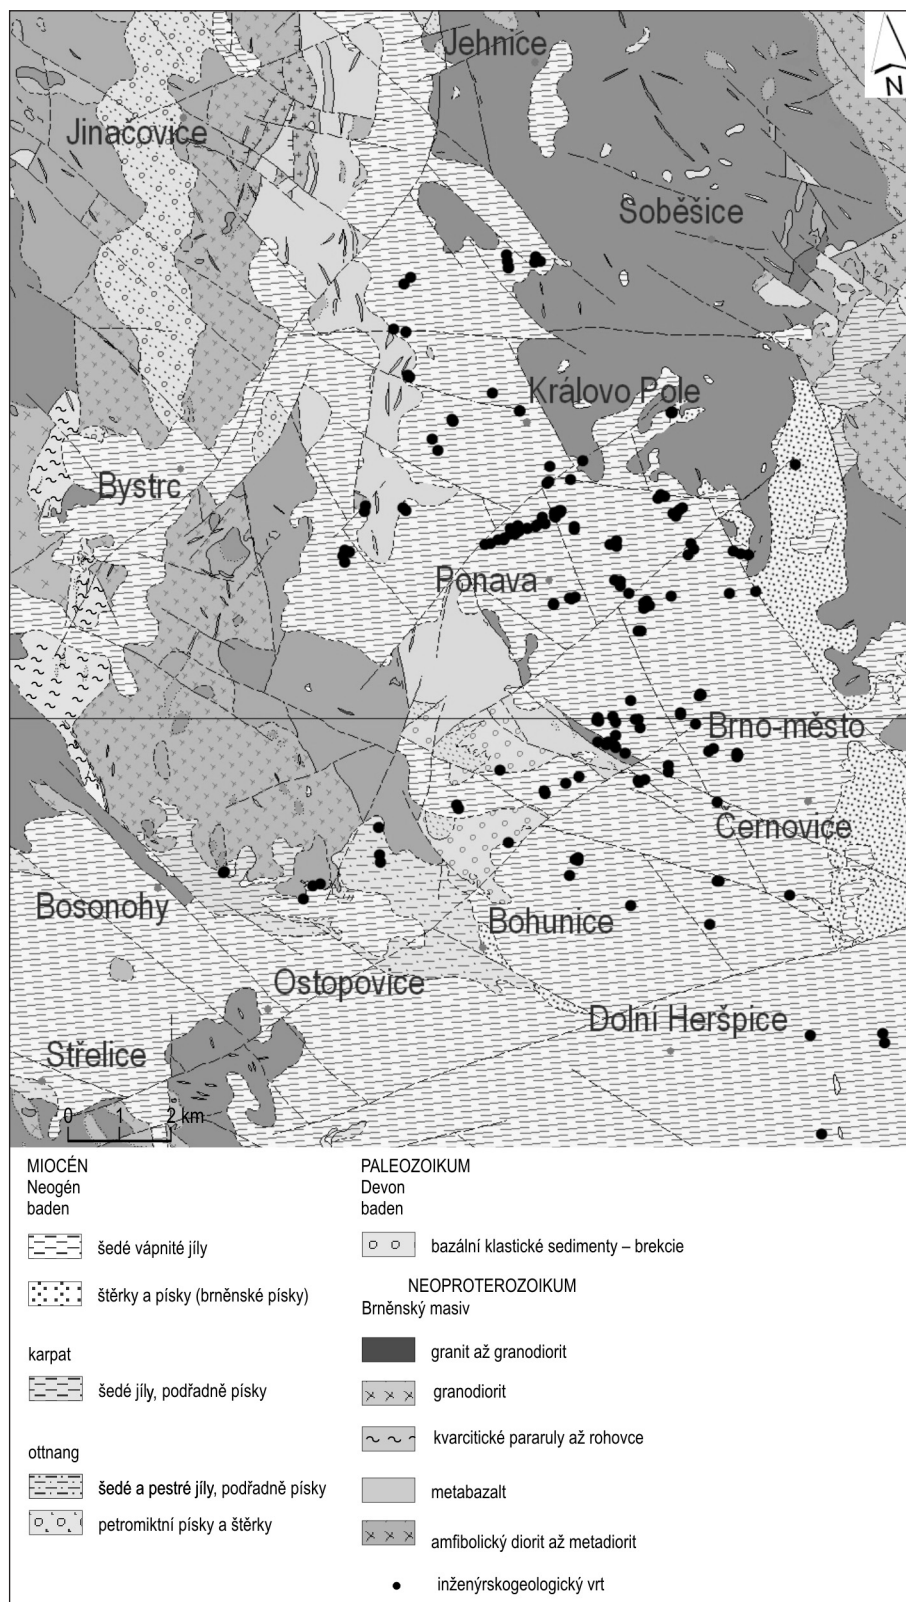 Jehnice
N
Jinačovice
Soběšice
Královo Pole
Bystrc
Ponava
Brno-město
Černovice
Bosonohy
Bohunice
Ostopovice
Dolní Heršpice
Střelice
0 1 2 km
MIOCÉN
Neogén
baden
šedé vápnité jíly
štěrky a písky (brněnské písky)
karpat
šedé jíly, podřadně písky
ottnang
šedé a pestré jíly, podřadně písky
petromiktní písky a štěrky
PALEOZOIKUM
Devon
baden
bazální klastické sedimenty – brekcie
NEOPROTEROZOIKUM
Brněnský masiv
granit až granodiorit
granodiorit
kvarcitické pararuly až rohovce
metabazalt
amfibolický diorit až metadiorit
inženýrskogeologický vrt